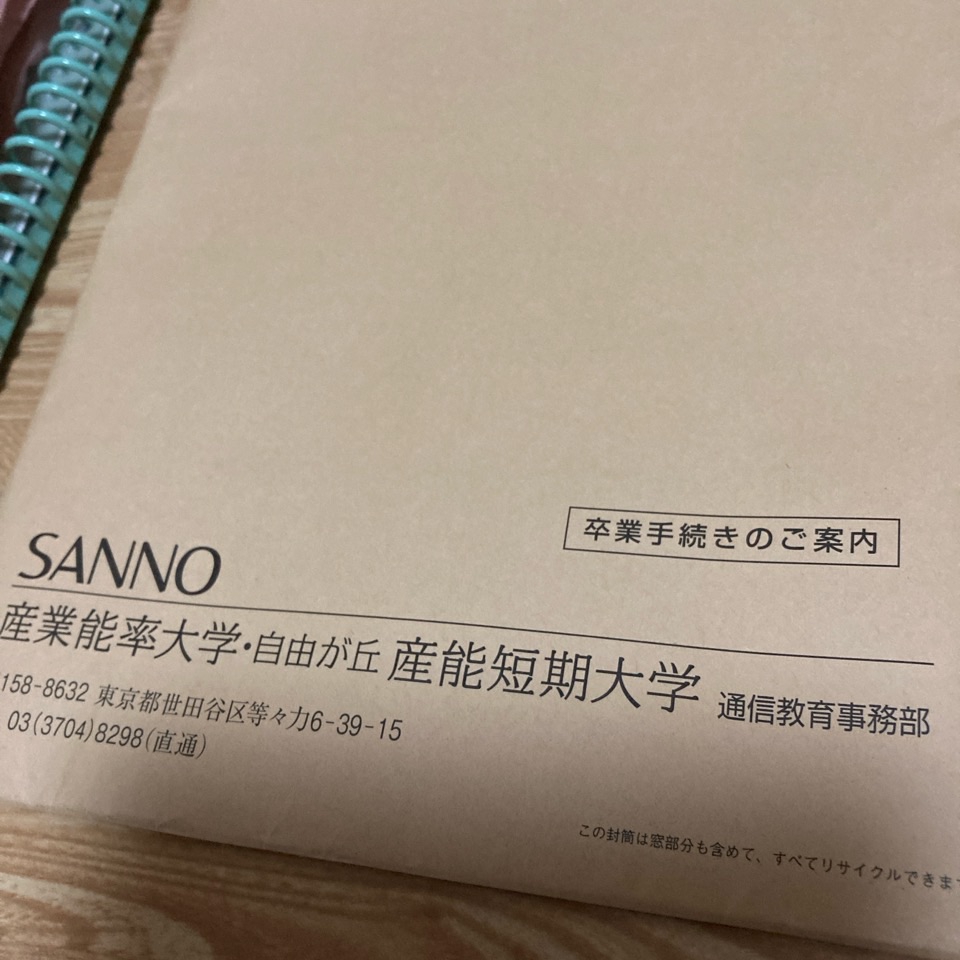 卒業手続きのご案内
SANNO
産業能率大学・自由が丘 産能短期大学 通信教育事務部
158-8632 東京都世田谷区等々力6-39-15
03(3704)8298(直通)
この封筒は窓部分も含めて、すべてリサイクルできます